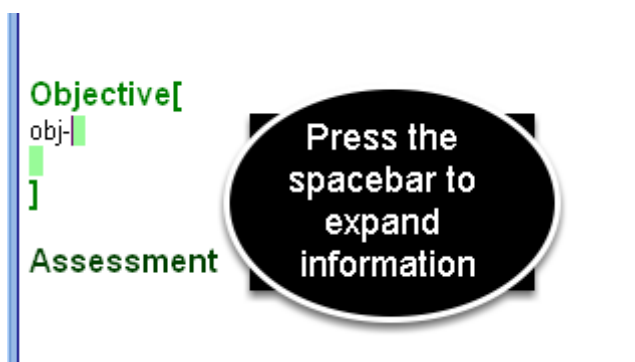 Objective[
obj-
]
Assessment
Press the
spacebar to
expand
information